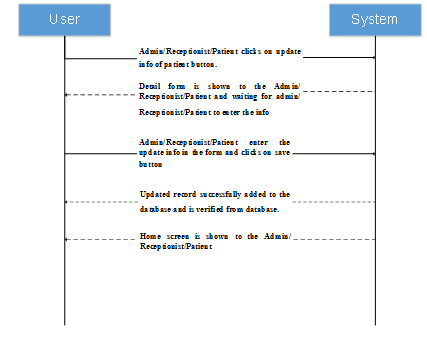 User
System
Admin/Receptionist/Patient clicks on update
info of patient button.
Detail form is shown to the Admin/
Receptionist/Patient and waiting for admin/
Receptionist/Patient to enter the info
Admin/Receptionist/Patient enter the
update info in the form and clicks on save
button
Updated record successfully added to the
database and is verified from database.
Home screen is shown to the Admin/
Receptionist/Patient